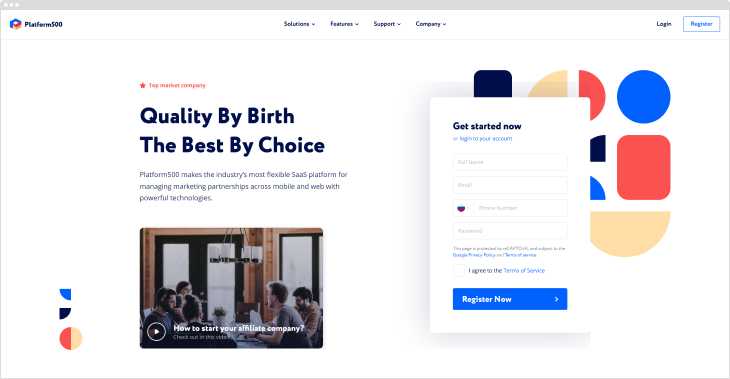 Platform500
Solutions
Features
Support
Company
Login
Register
Top market company
Quality By Birth
The Best By Choice
Platform500 makes the industry's most flexible SaaS platform for
managing marketing partnerships across mobile and web with
powerful technologies.
How to start your affiliate company?
Check out in this video
Get started now
or login to your account
Full Name
Email
Phone Number
Password
This page is protected by reCAPTCHA, and subject to the
Google Privacy Policy and Terms of service.
I agree to the Terms of Service
Register Now